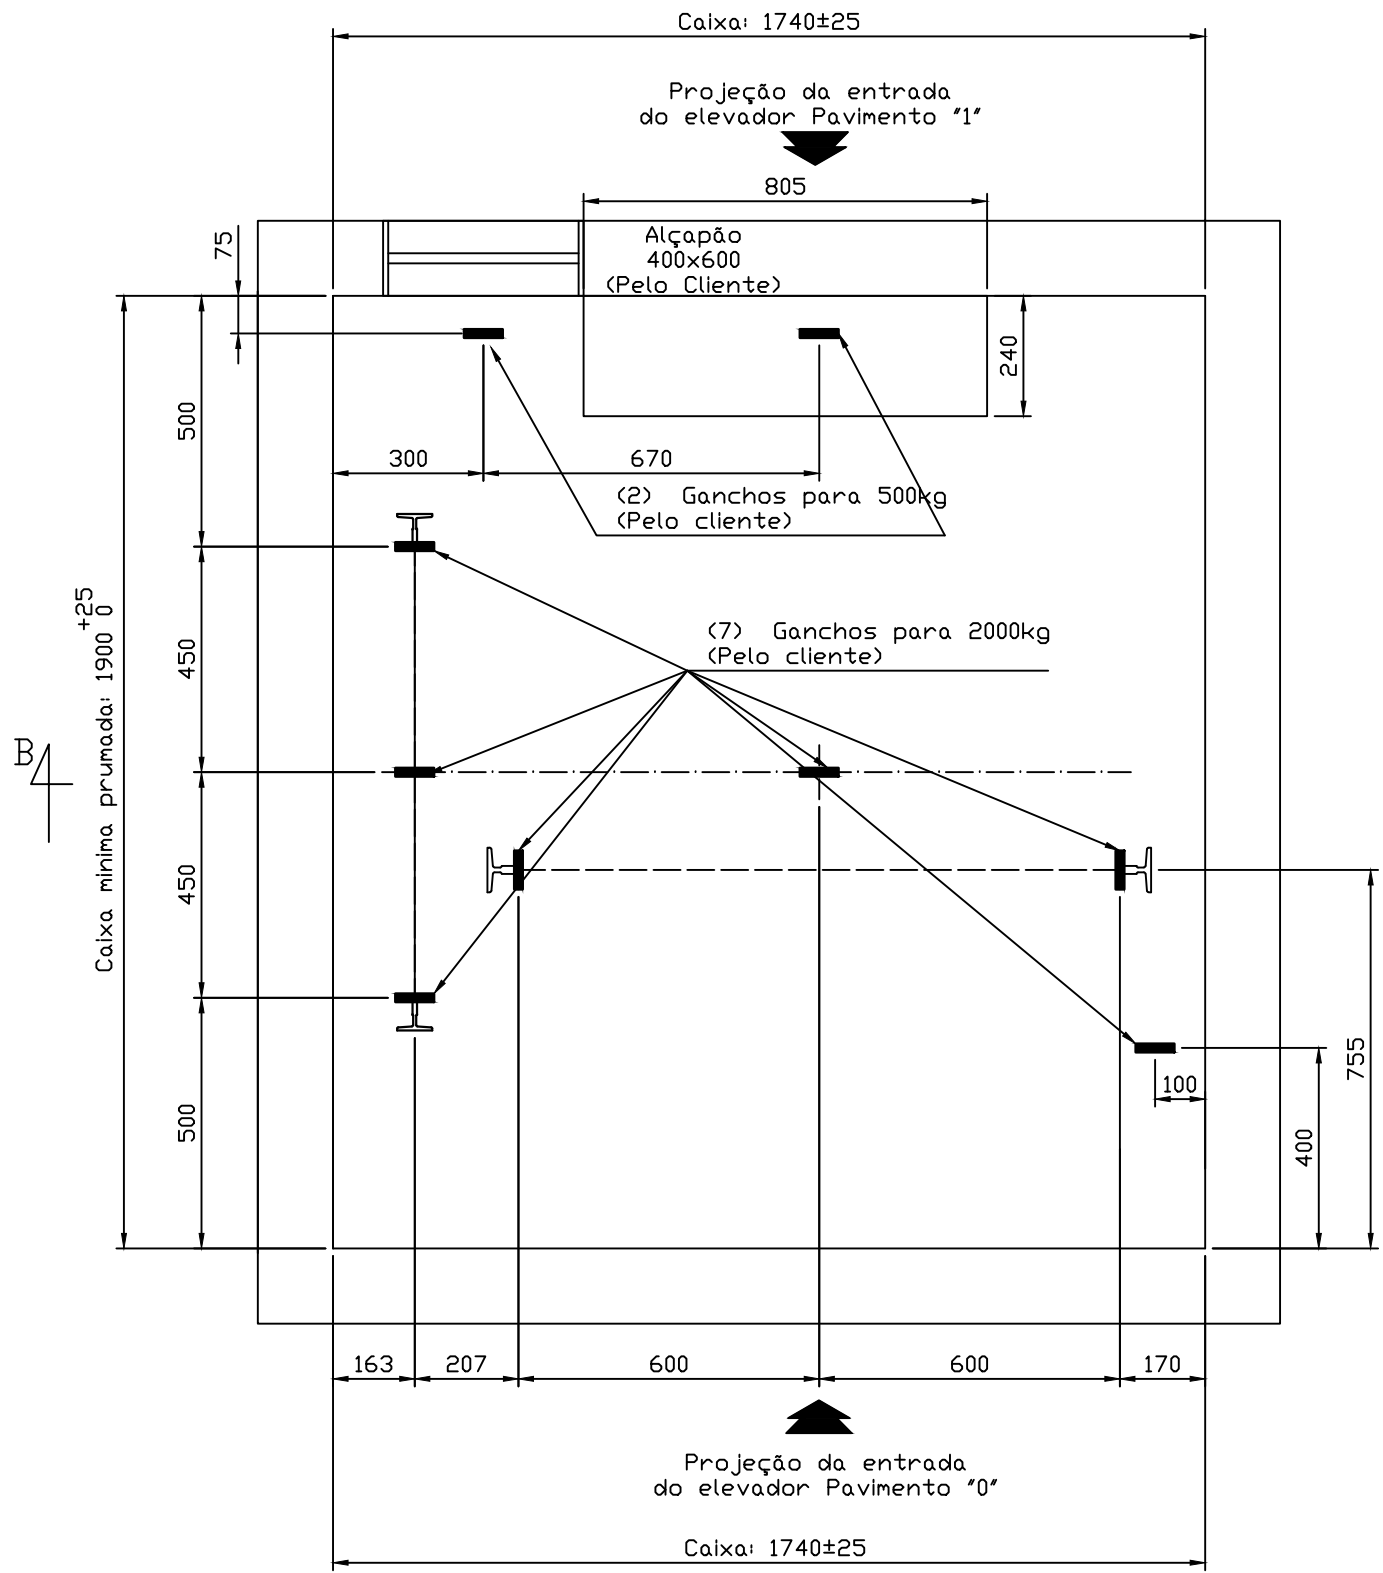 Caixa: 1740±25
Projeção da entrada
do elevador Pavimento "1"
805
75
Alçapão
400x600
(Pelo Cliente)
240
500
300
670
(2) Ganchos para 500kg
(Pelo cliente)
Caixa minima prumada: 1900 +25 0
450
(7) Ganchos para 2000kg
(Pelo cliente)
B
450
755
100
500
400
163
207
600
600
170
Projeção da entrada
do elevador Pavimento "0"
Caixa: 1740±25